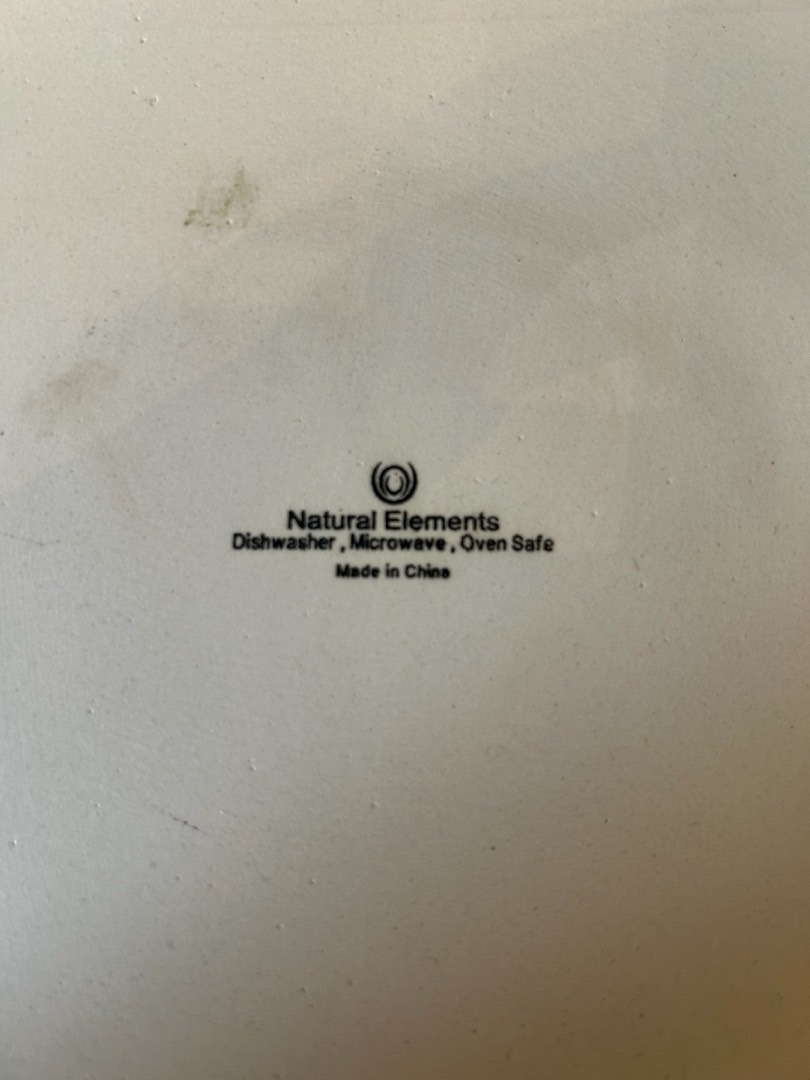 Natural Elements
Dishwasher , Microwave , Oven Safe
Made in China